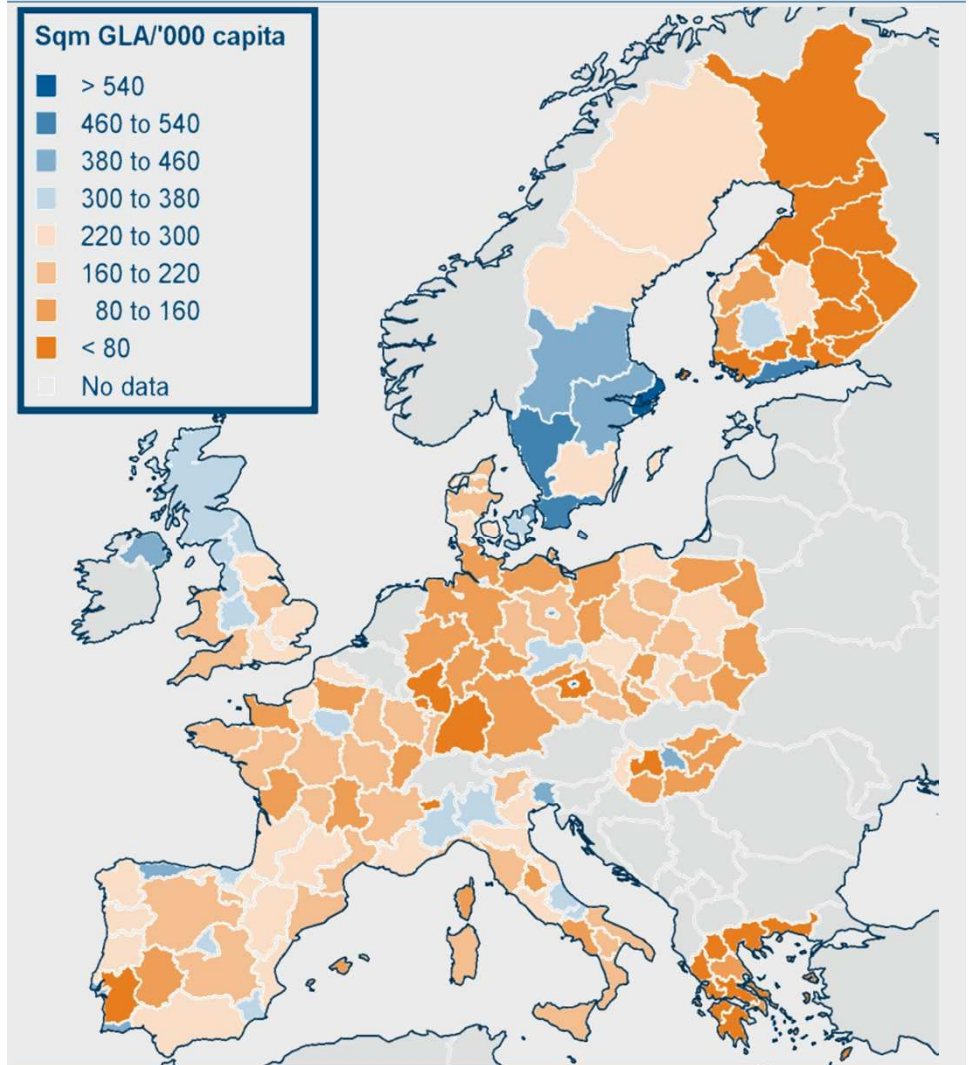 Sqm GLA/'000 capita
> 540
460 to 540
380 to 460
300 to 380
220 to 300
160 to 220
80 to 160
< 80
No data